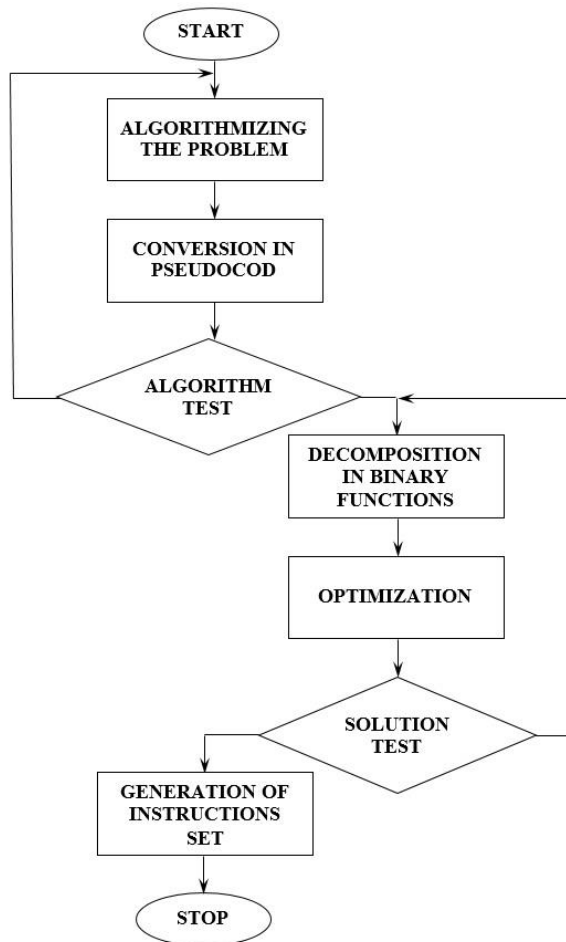 START
ALGORITHMIZING
THE PROBLEM
CONVERSION IN
PSEUDOCOD
ALGORITHM
TEST
DECOMPOSITION
IN BINARY
FUNCTIONS
OPTIMIZATION
SOLUTION
TEST
GENERATION OF
INSTRUCTIONS
SET
STOP